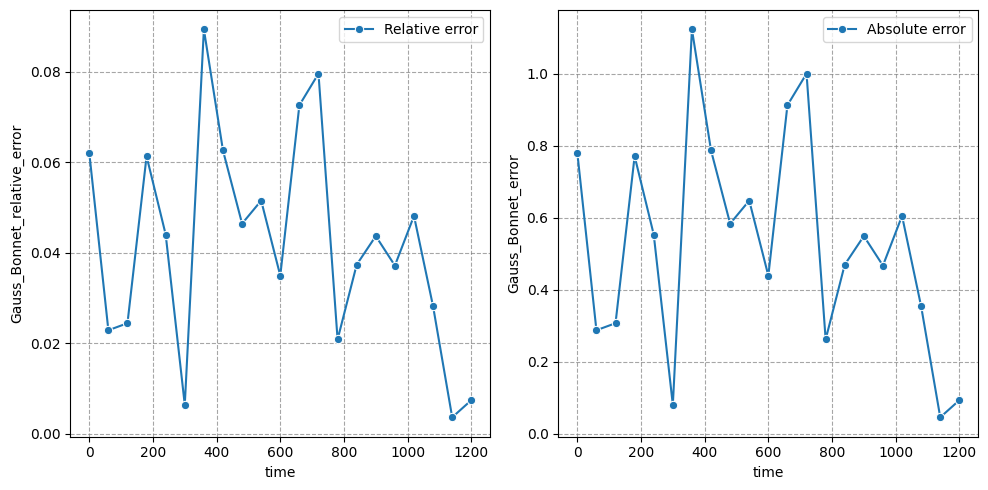 Relative error
Gauss_Bonnet_relative_error
0.08
0.06
0.04
0.02
0.00
0 200 400 600 800 1000 1200
time
Absolute error
Gauss_Bonnet_error
1.0
0.8
0.6
0.4
0.2
0.0
0 200 400 600 800 1000 1200
time